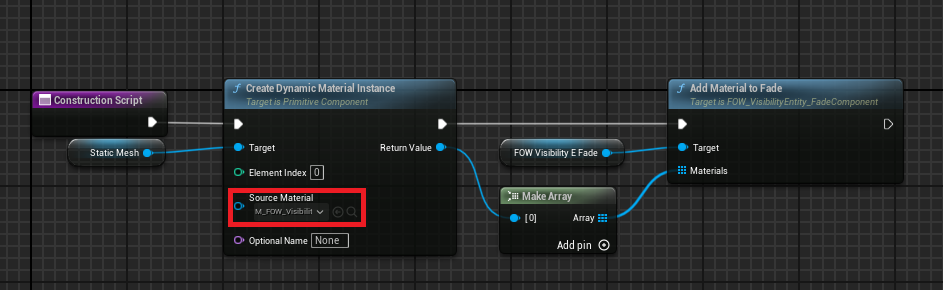 Construction Script
Static Mesh
f Create Dynamic Material Instance
Target is Primitive Component
Target
Return Value
Element Index 0
Source Material
M_FOW_Visibilit
Optional Name None
FOW Visibility E Fade
Make Array
[0] Array
Add pin
f Add Material to Fade
Target is FOW_VisibilityEntity_FadeComponent
Target
Materials